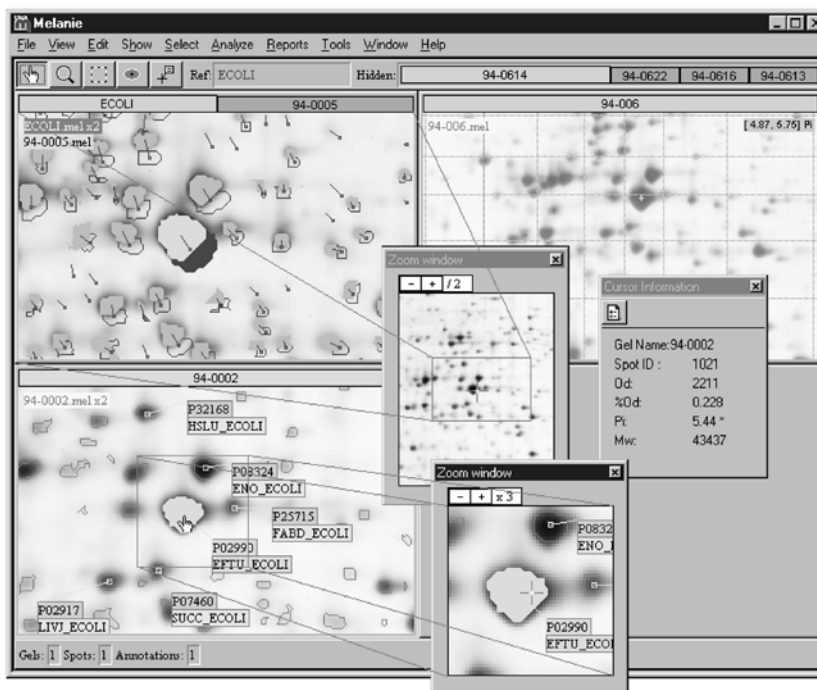 Melanie
File View Edit Show Select Analyze Reports Tools Window Help
Ref: ECOLI Hidden: 94-0614 94-0622 94-0616 94-0613
ECOLI 94-0005 94-006
ECOLI.mel x2
94-0005.mel
94-006.mel [ 4.87, 6.75] Pi
Zoom window
- + / 2
Cursor Information
Gel Name:94-0002
Spot ID : 1021
Od: 2211
%Od: 0.228
Pi: 5.44 *
Mw: 43437
94-0002
94-0002.mel x2
P32168
HSLU_ECOLI
P08324
ENO_ECOLI
P25715
FABD_ECOLI
P02990
EFTU_ECOLI
P07460
SUCC_ECOLI
P02917
LIVJ_ECOLI
Zoom window
- + x 3
P0832
ENO_
P02990
EFTU_ECOI
Gels: 1 Spots: 1 Annotations: 1